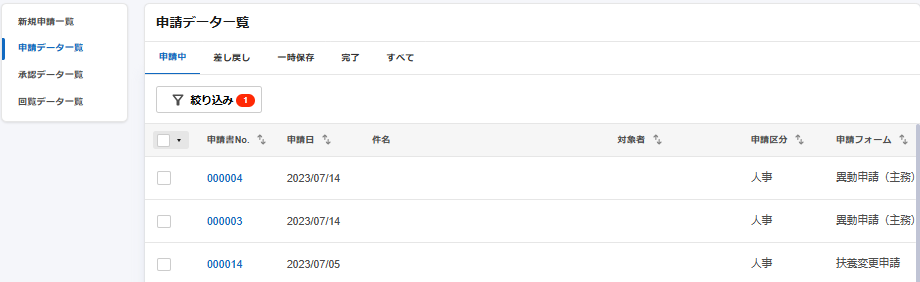 新規申請一覧
申請データ一覧
承認データ一覧
回覧データ一覧
申請データ一覧
申請中 差し戻し 一時保存 完了 すべて
絞り込み 1
申請書No. 申請日 件名 対象者 申請区分 申請フォーム
000004 2023/07/14 人事 異動申請（主務）
000003 2023/07/14 人事 異動申請（主務）
000014 2023/07/05 人事 扶養変更申請